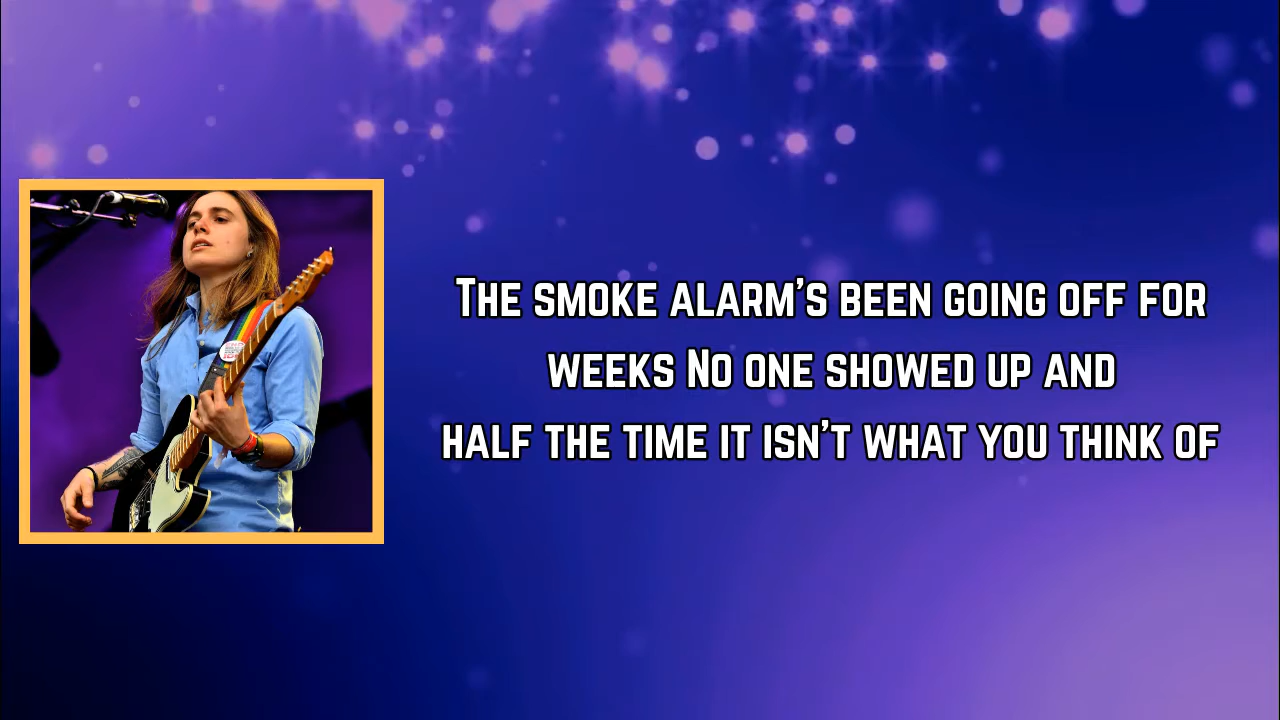 The smoke alarm's been going off for
weeks No one showed up and
half the time it isn't what you think of